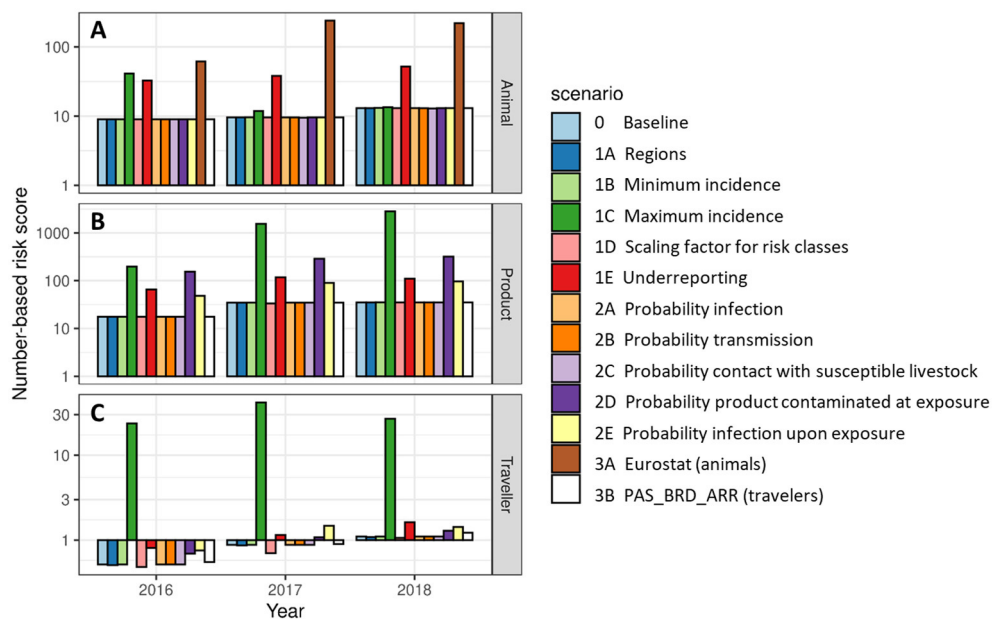 A
100
10
1
Animal
B
1000
100
10
1
Product
C
30
10
3
1
Traveller
Number-based risk score
2016
2017
2018
Year
scenario
0 Baseline
1A Regions
1B Minimum incidence
1C Maximum incidence
1D Scaling factor for risk classes
1E Underreporting
2A Probability infection
2B Probability transmission
2C Probability contact with susceptible livestock
2D Probability product contaminated at exposure
2E Probability infection upon exposure
3A Eurostat (animals)
3B PAS_BRD_ARR (travelers)